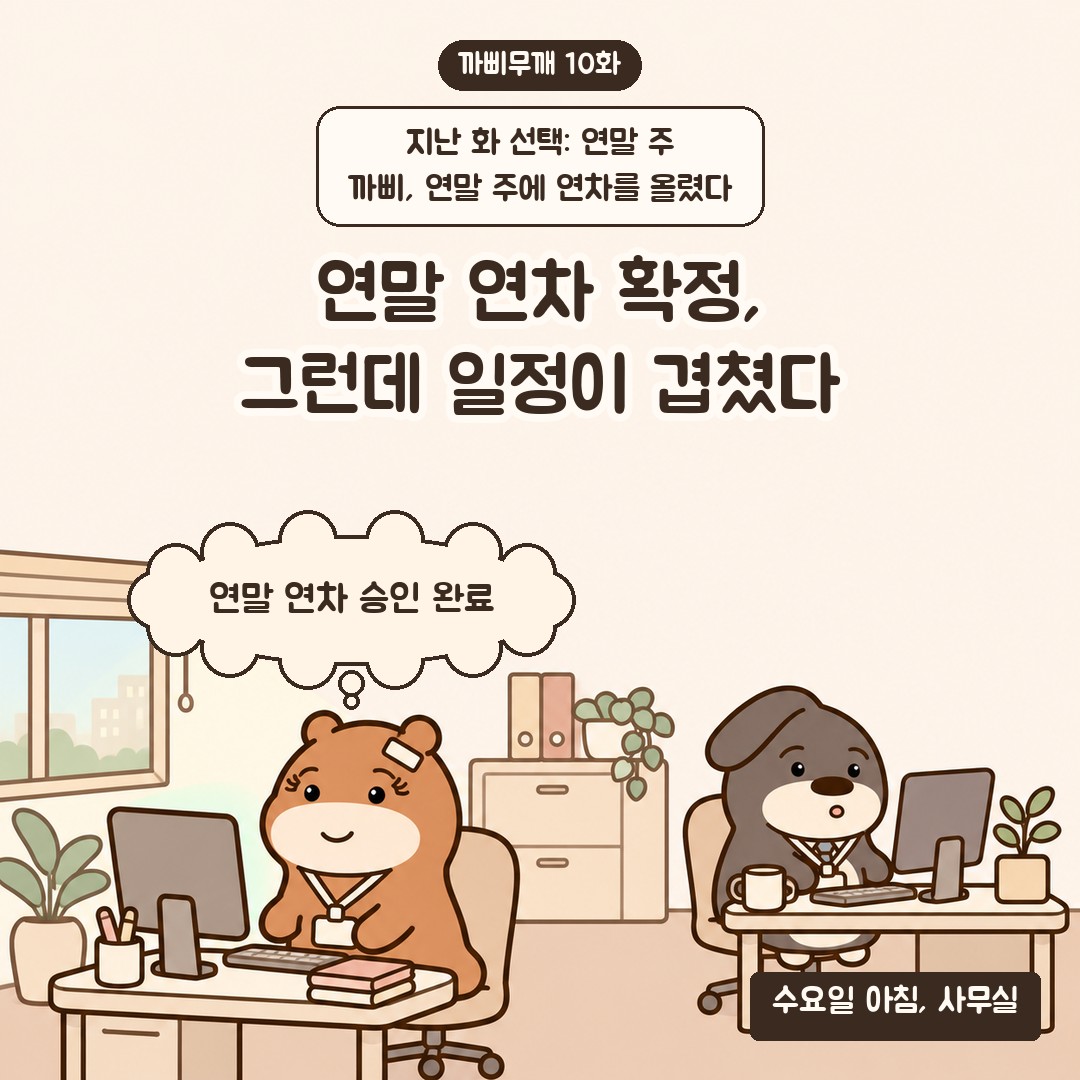 까삐무깨 10화
지난 화 선택: 연말 주
까삐, 연말 주에 연차를 올렸다
연말 연차 확정,
그런데 일정이 겹쳤다
연말 연차 승인 완료
수요일 아침, 사무실